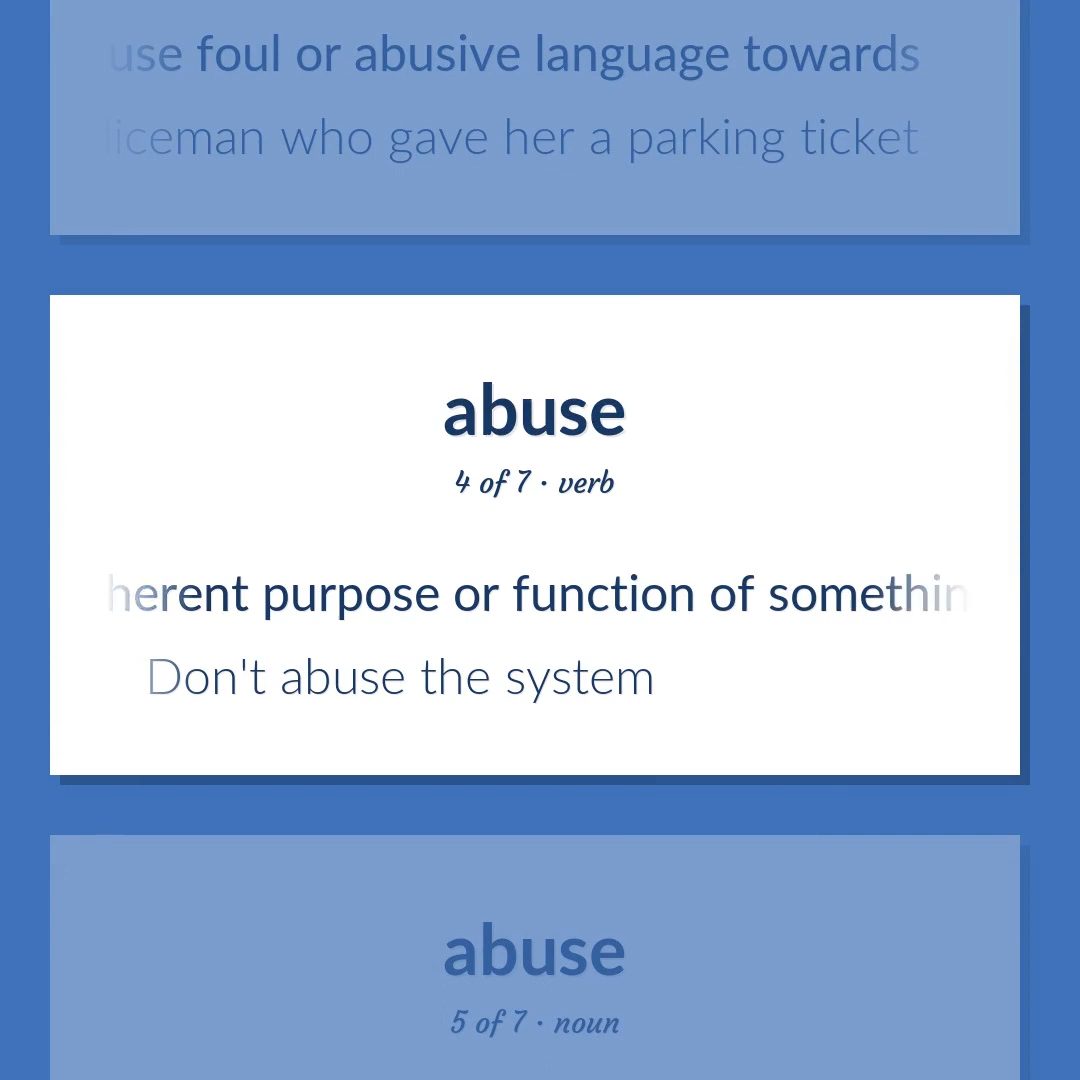 use foul or abusive language towards
liceman who gave her a parking ticket
abuse
4 of 7 · verb
herent purpose or function of somethin
Don't abuse the system
abuse
5 of 7 · noun